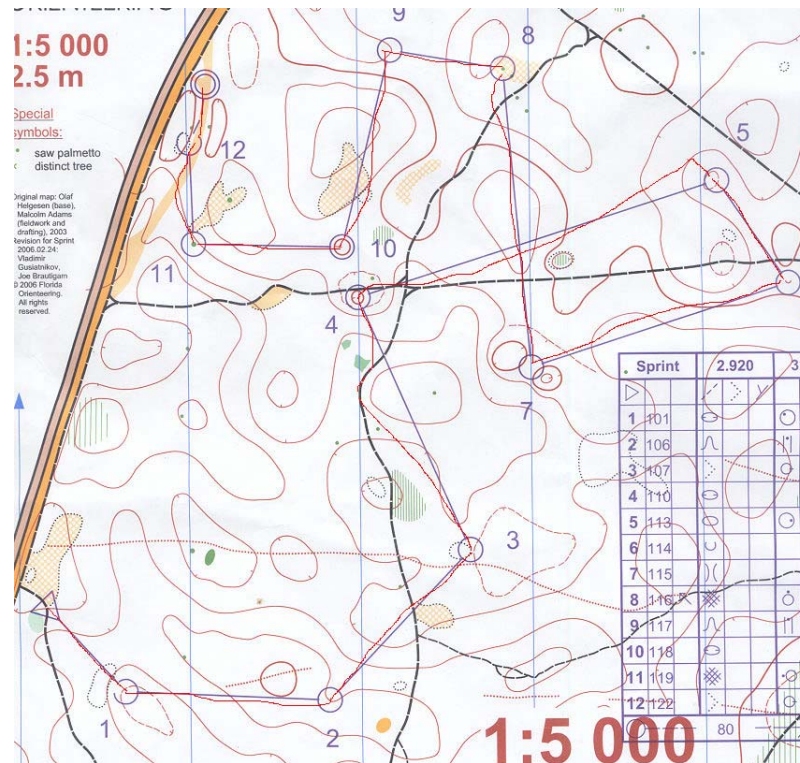 ORIENTEERING
1:5 000
2.5 m
Special
symbols:
saw palmetto
distinct tree
Original map: Olaf
Helgesen (base),
Malcolm Adams
(fieldwork and
drafting), 2003
Revision for Sprint
2006.02.24:
Vladimir
Gusiatnikov,
Joe Brautigam
© 2006 Florida
Orienteering.
All rights
reserved.
9
8
5
12
10
11
4
7
3
1
2
Sprint 2.920 3
1 101
2 106
3 107
4 110
5 113
6 114
7 115
8 116
9 117
10 118
11 119
12 122
80
1:5 000